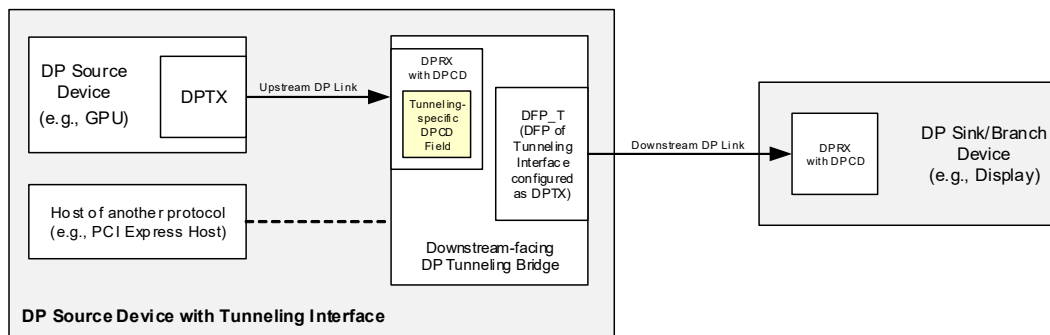 DP Source
Device
(e.g., GPU)
DPTX
Upstream DP Link
DPRX
with DPCD
Tunneling-
specific
DPCD
Field
DFP_T
(DFP of
Tunneling
Interface
configured
as DPTX)
Downstream DP Link
DPRX
with DPCD
DP Sink/Branch
Device
(e.g., Display)
Host of another protocol
(e.g., PCI Express Host)
Downstream-facing
DP Tunneling Bridge
DP Source Device with Tunneling Interface